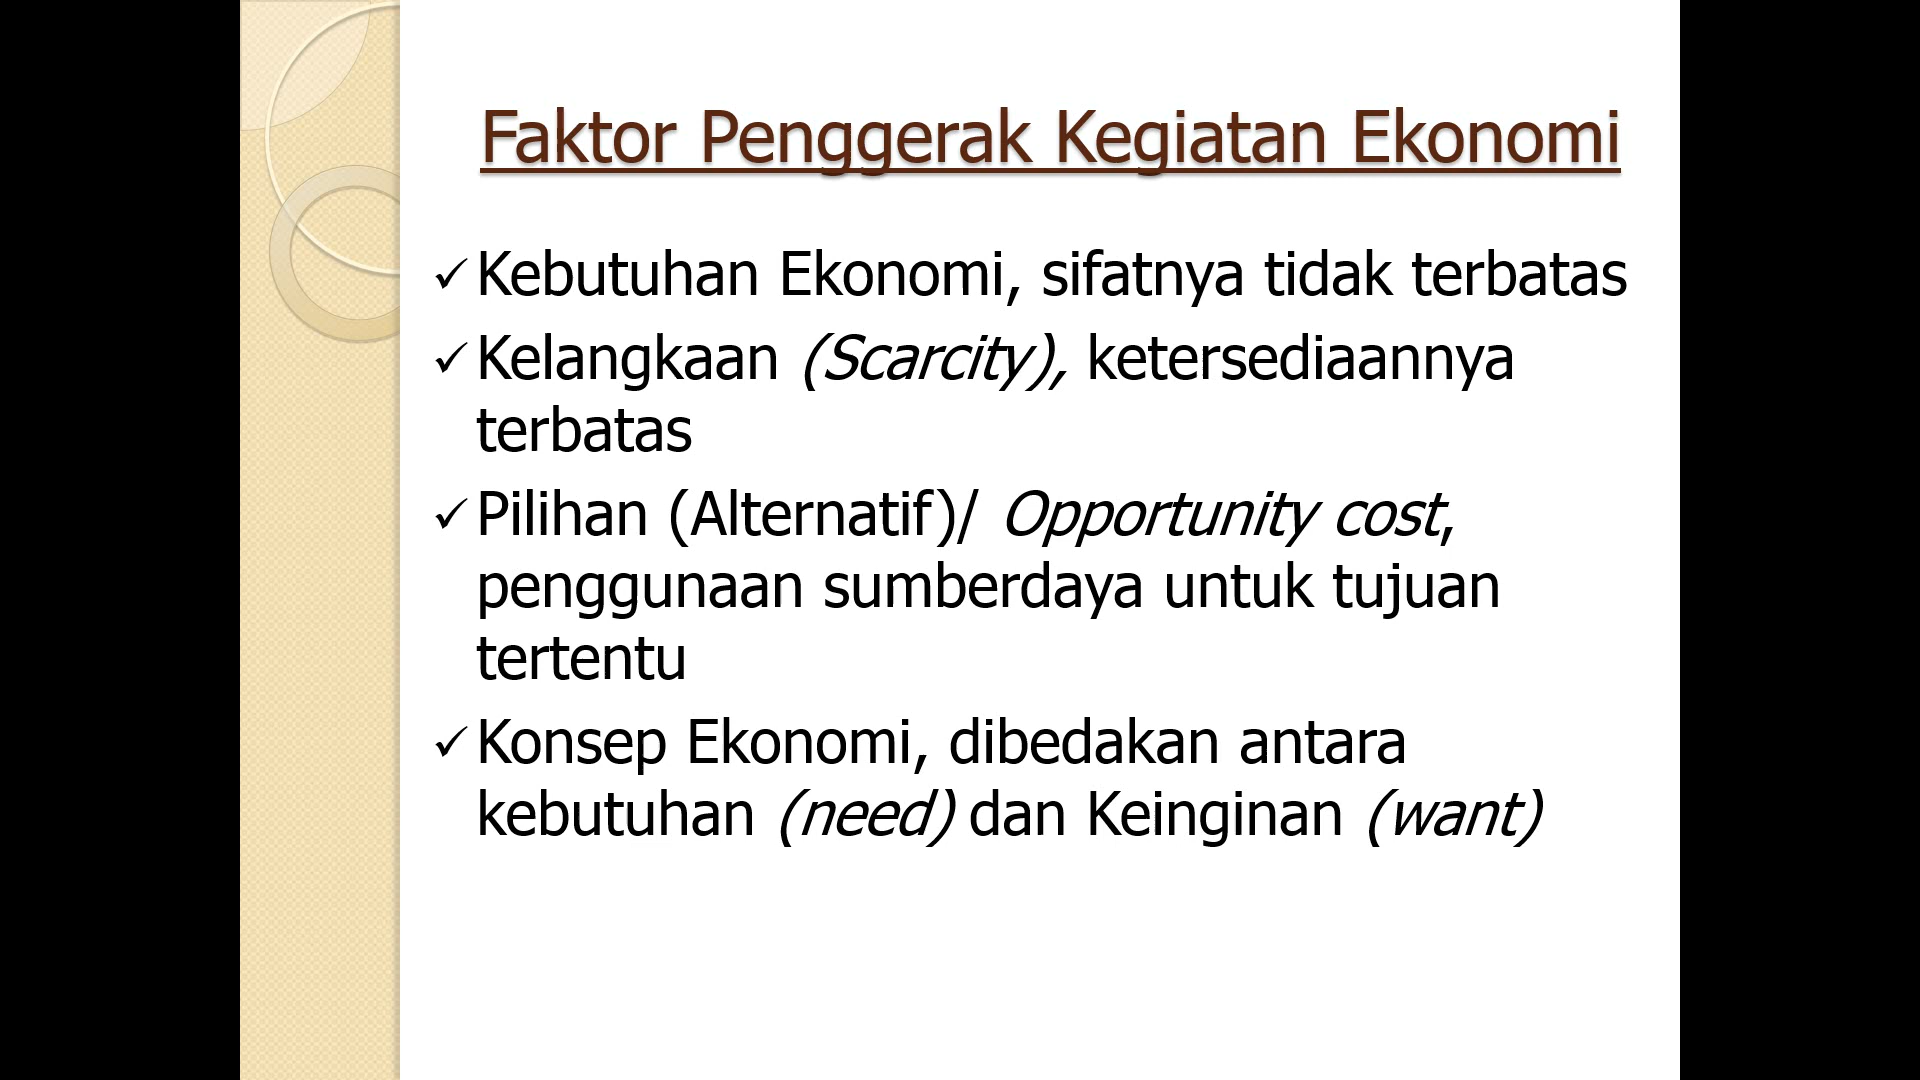 Faktor Penggerak Kegiatan Ekonomi
✓Kebutuhan Ekonomi, sifatnya tidak terbatas
✓Kelangkaan (Scarcity), ketersediaannya
terbatas
✓Pilihan (Alternatif)/ Opportunity cost,
penggunaan sumberdaya untuk tujuan
tertentu
✓Konsep Ekonomi, dibedakan antara
kebutuhan (need) dan Keinginan (want)